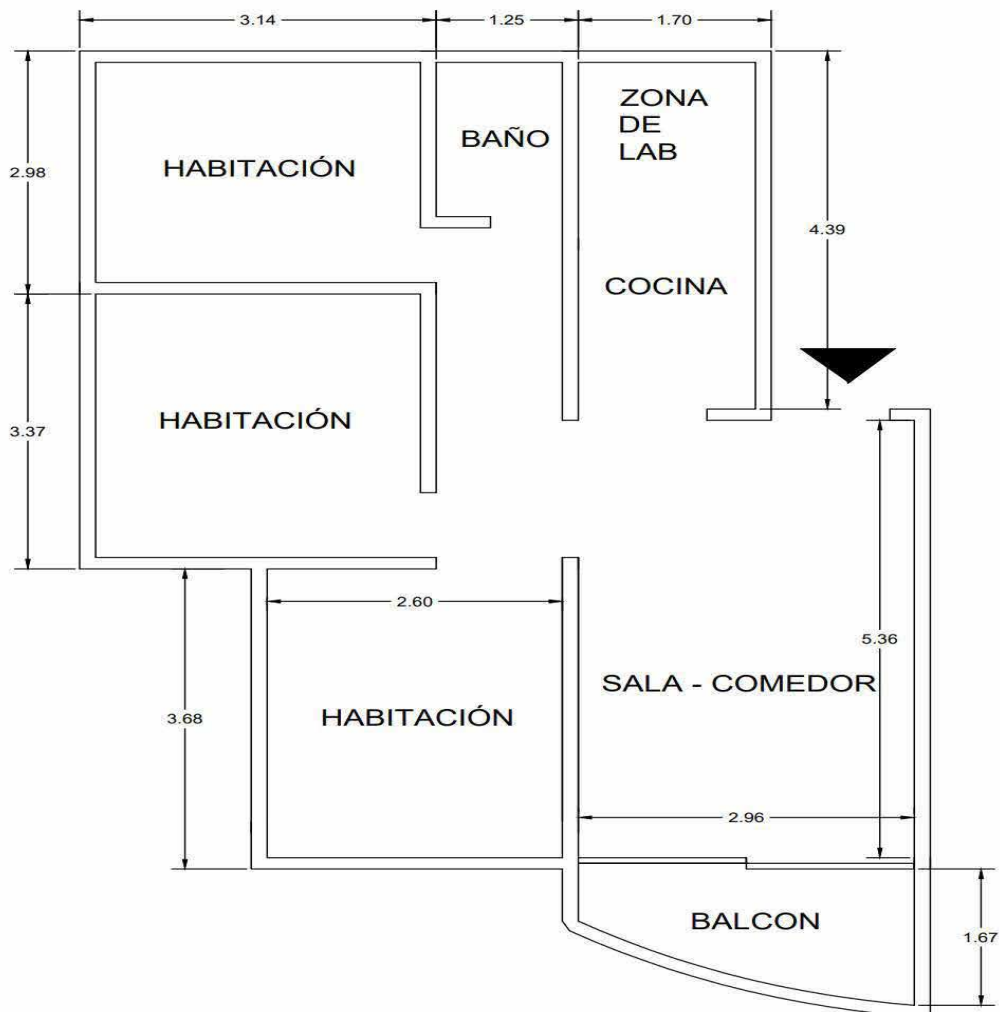 3.14
1.25
1.70
ZONA
DE
LAB
BAÑO
HABITACIÓN
2.98
4.39
COCINA
HABITACIÓN
3.37
2.60
5.36
SALA - COMEDOR
HABITACIÓN
3.68
2.96
BALCON
1.67